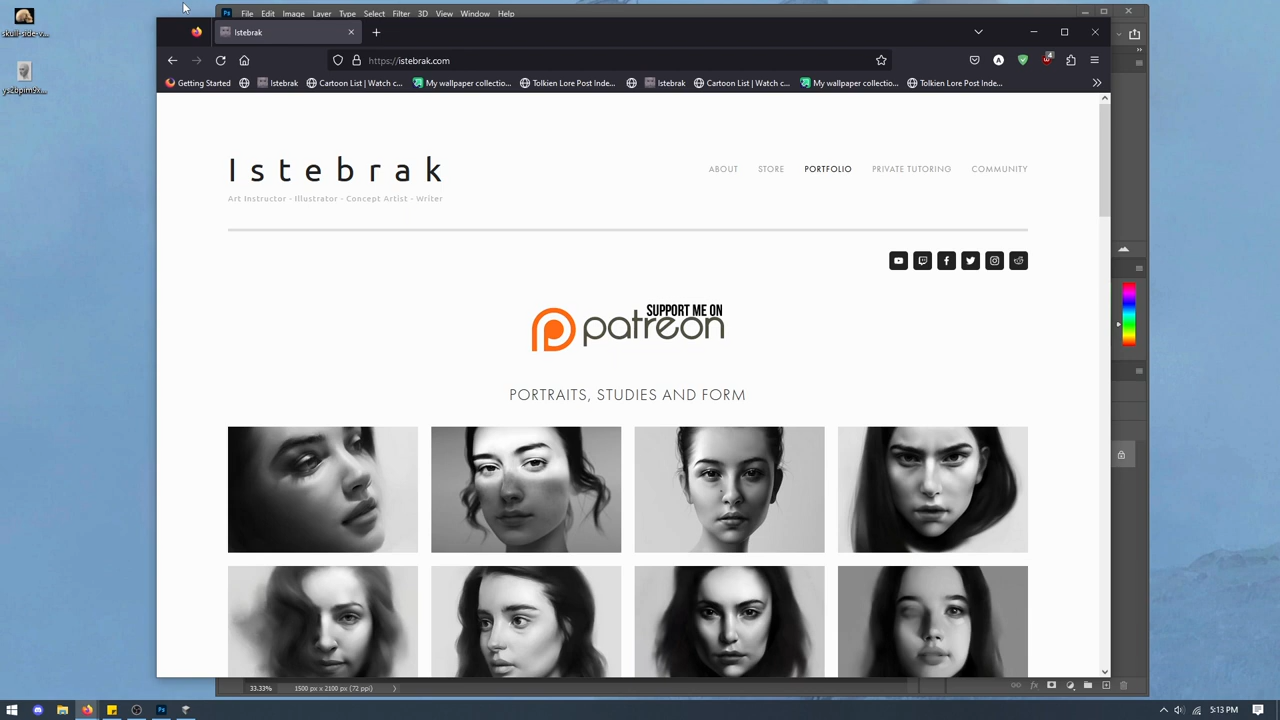 File Edit Image Layer Type Select Filter 3D View Window Help
skull-side-v...
Istebrak
https://istebrak.com
Getting Started Istebrak Cartoon List | Watch c... My wallpaper collectio... Tolkien Lore Post Inde... Istebrak Cartoon List | Watch c... My wallpaper collectio... Tolkien Lore Post Inde...
Istebrak
Art Instructor - Illustrator - Concept Artist - Writer
ABOUT STORE PORTFOLIO PRIVATE TUTORING COMMUNITY
SUPPORT ME ON
patreon
PORTRAITS, STUDIES AND FORM
33.33% 1500 px x 2100 px (72 ppi)
5:13 PM